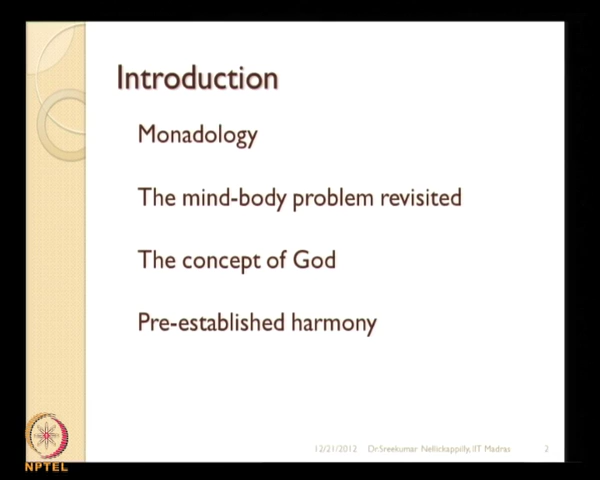 Introduction
Monadology
The mind-body problem revisited
The concept of God
Pre-established harmony
12/21/2012 Dr.Sreekumar Nellickappilly,IIT Madras 2
NPTEL